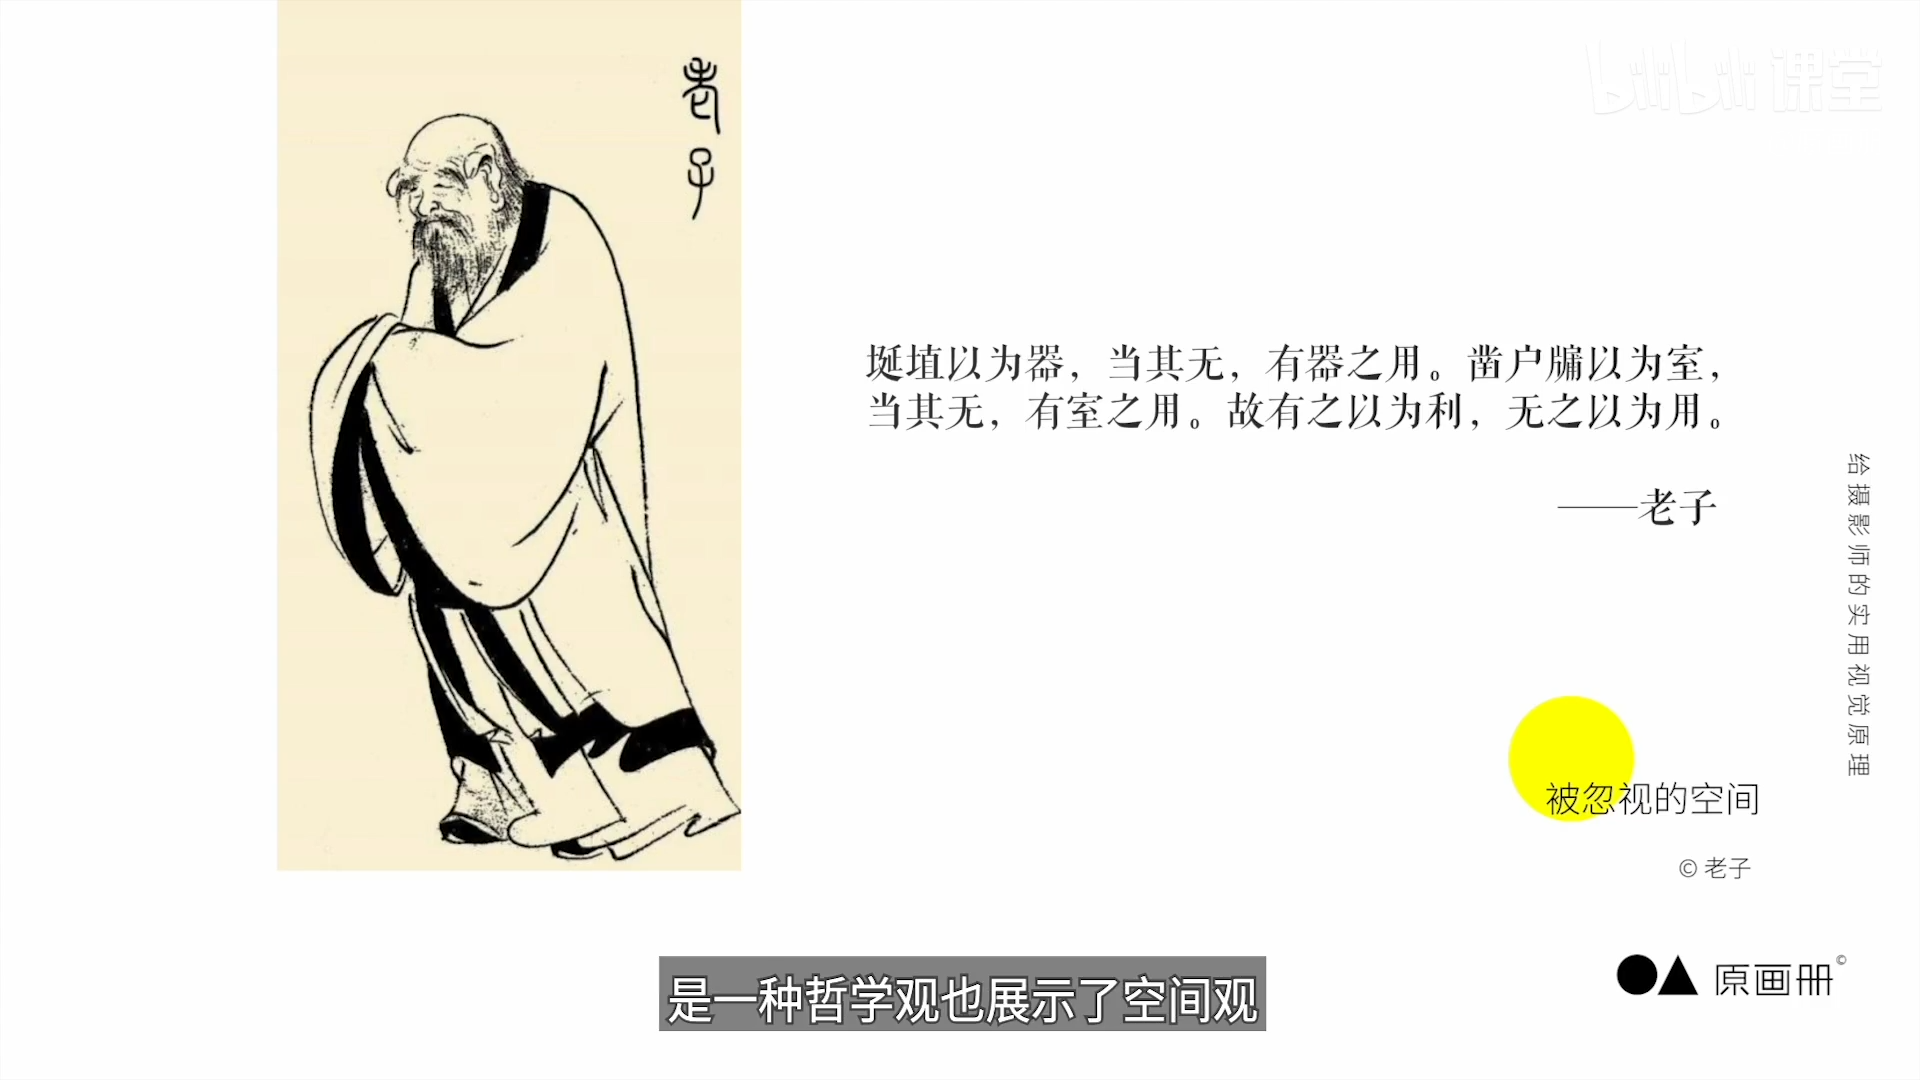 老子
bilibili 课堂
埏埴以为器，当其无，有器之用。凿户牖以为室，
当其无，有室之用。故有之以为利，无之以为用。
——老子
给摄影师的实用视觉原理
被忽视的空间
© 老子
原画册©
是一种哲学观也展示了空间观